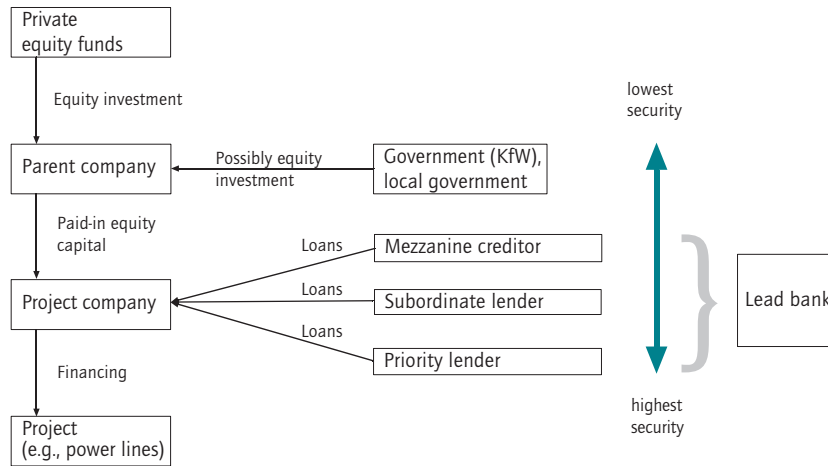 Private
equity funds
Equity investment
lowest
security
Parent company
Possibly equity
investment
Government (KfW),
local government
Paid-in equity
capital
Loans
Mezzanine creditor
Project company
Loans
Subordinate lender
Lead bank
Loans
Priority lender
Financing
highest
security
Project
(e.g., power lines)